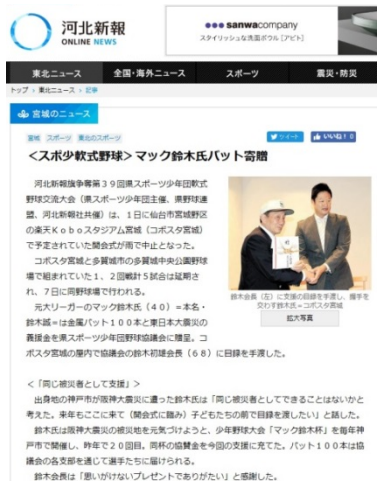 河北新報
ONLINE NEWS
sanwacompany
スタイリッシュな洗面ボウル [アビト]
東北ニュース 全国・海外ニュース スポーツ 震災・防災
トップ > 東北ニュース > 記事
宮城のニュース
宮城 スポーツ 東北のスポーツ
ツイート いいね! 0
＜スポ少軟式野球＞マック鈴木氏バット寄贈
河北新報旗争奪第３９回県スポーツ少年団軟式
野球交流大会（県スポーツ少年団主催、県野球連
盟、河北新報社共催）は、１日に仙台市宮城野区
の楽天Ｋｏｂｏスタジアム宮城（コボスタ宮城）
で予定されていた開会式が雨で中止となった。
コボスタ宮城と多賀城市の多賀城中央公園野球
場で組まれていた１、２回戦計５試合は延期さ
れ、７日に同野球場で行われる。
元大リーガーのマック鈴木氏（４０）＝本名・
鈴木誠＝は金属バット１００本と東日本大震災の
義援金を県スポーツ少年団野球協議会に贈呈。コ
ボスタ宮城の屋内で協議会の鈴木初雄会長（６８）に目録を手渡した。
鈴木会長（左）に支援の目録を手渡し、握手を
交わす鈴木氏＝コボスタ宮城
拡大写真
＜「同じ被災者として支援」＞
出身地の神戸市が阪神大震災に遭った鈴木氏は「同じ被災者としてできることはないかと
考えた。来年もここに来て（開会式に臨み）子どもたちの前で目録を渡したい」と話した。
鈴木氏は阪神大震災の被災地を元気づけようと、少年野球大会「マック鈴木杯」を毎年神
戸市で開催し、昨年で２０回目。同杯の協賛金を今回の支援に充てた。バット１００本は協
議会の各支部を通じて選手たちに届けられる。
鈴木会長は「思いがけないプレゼントでありがたい」と感謝した。